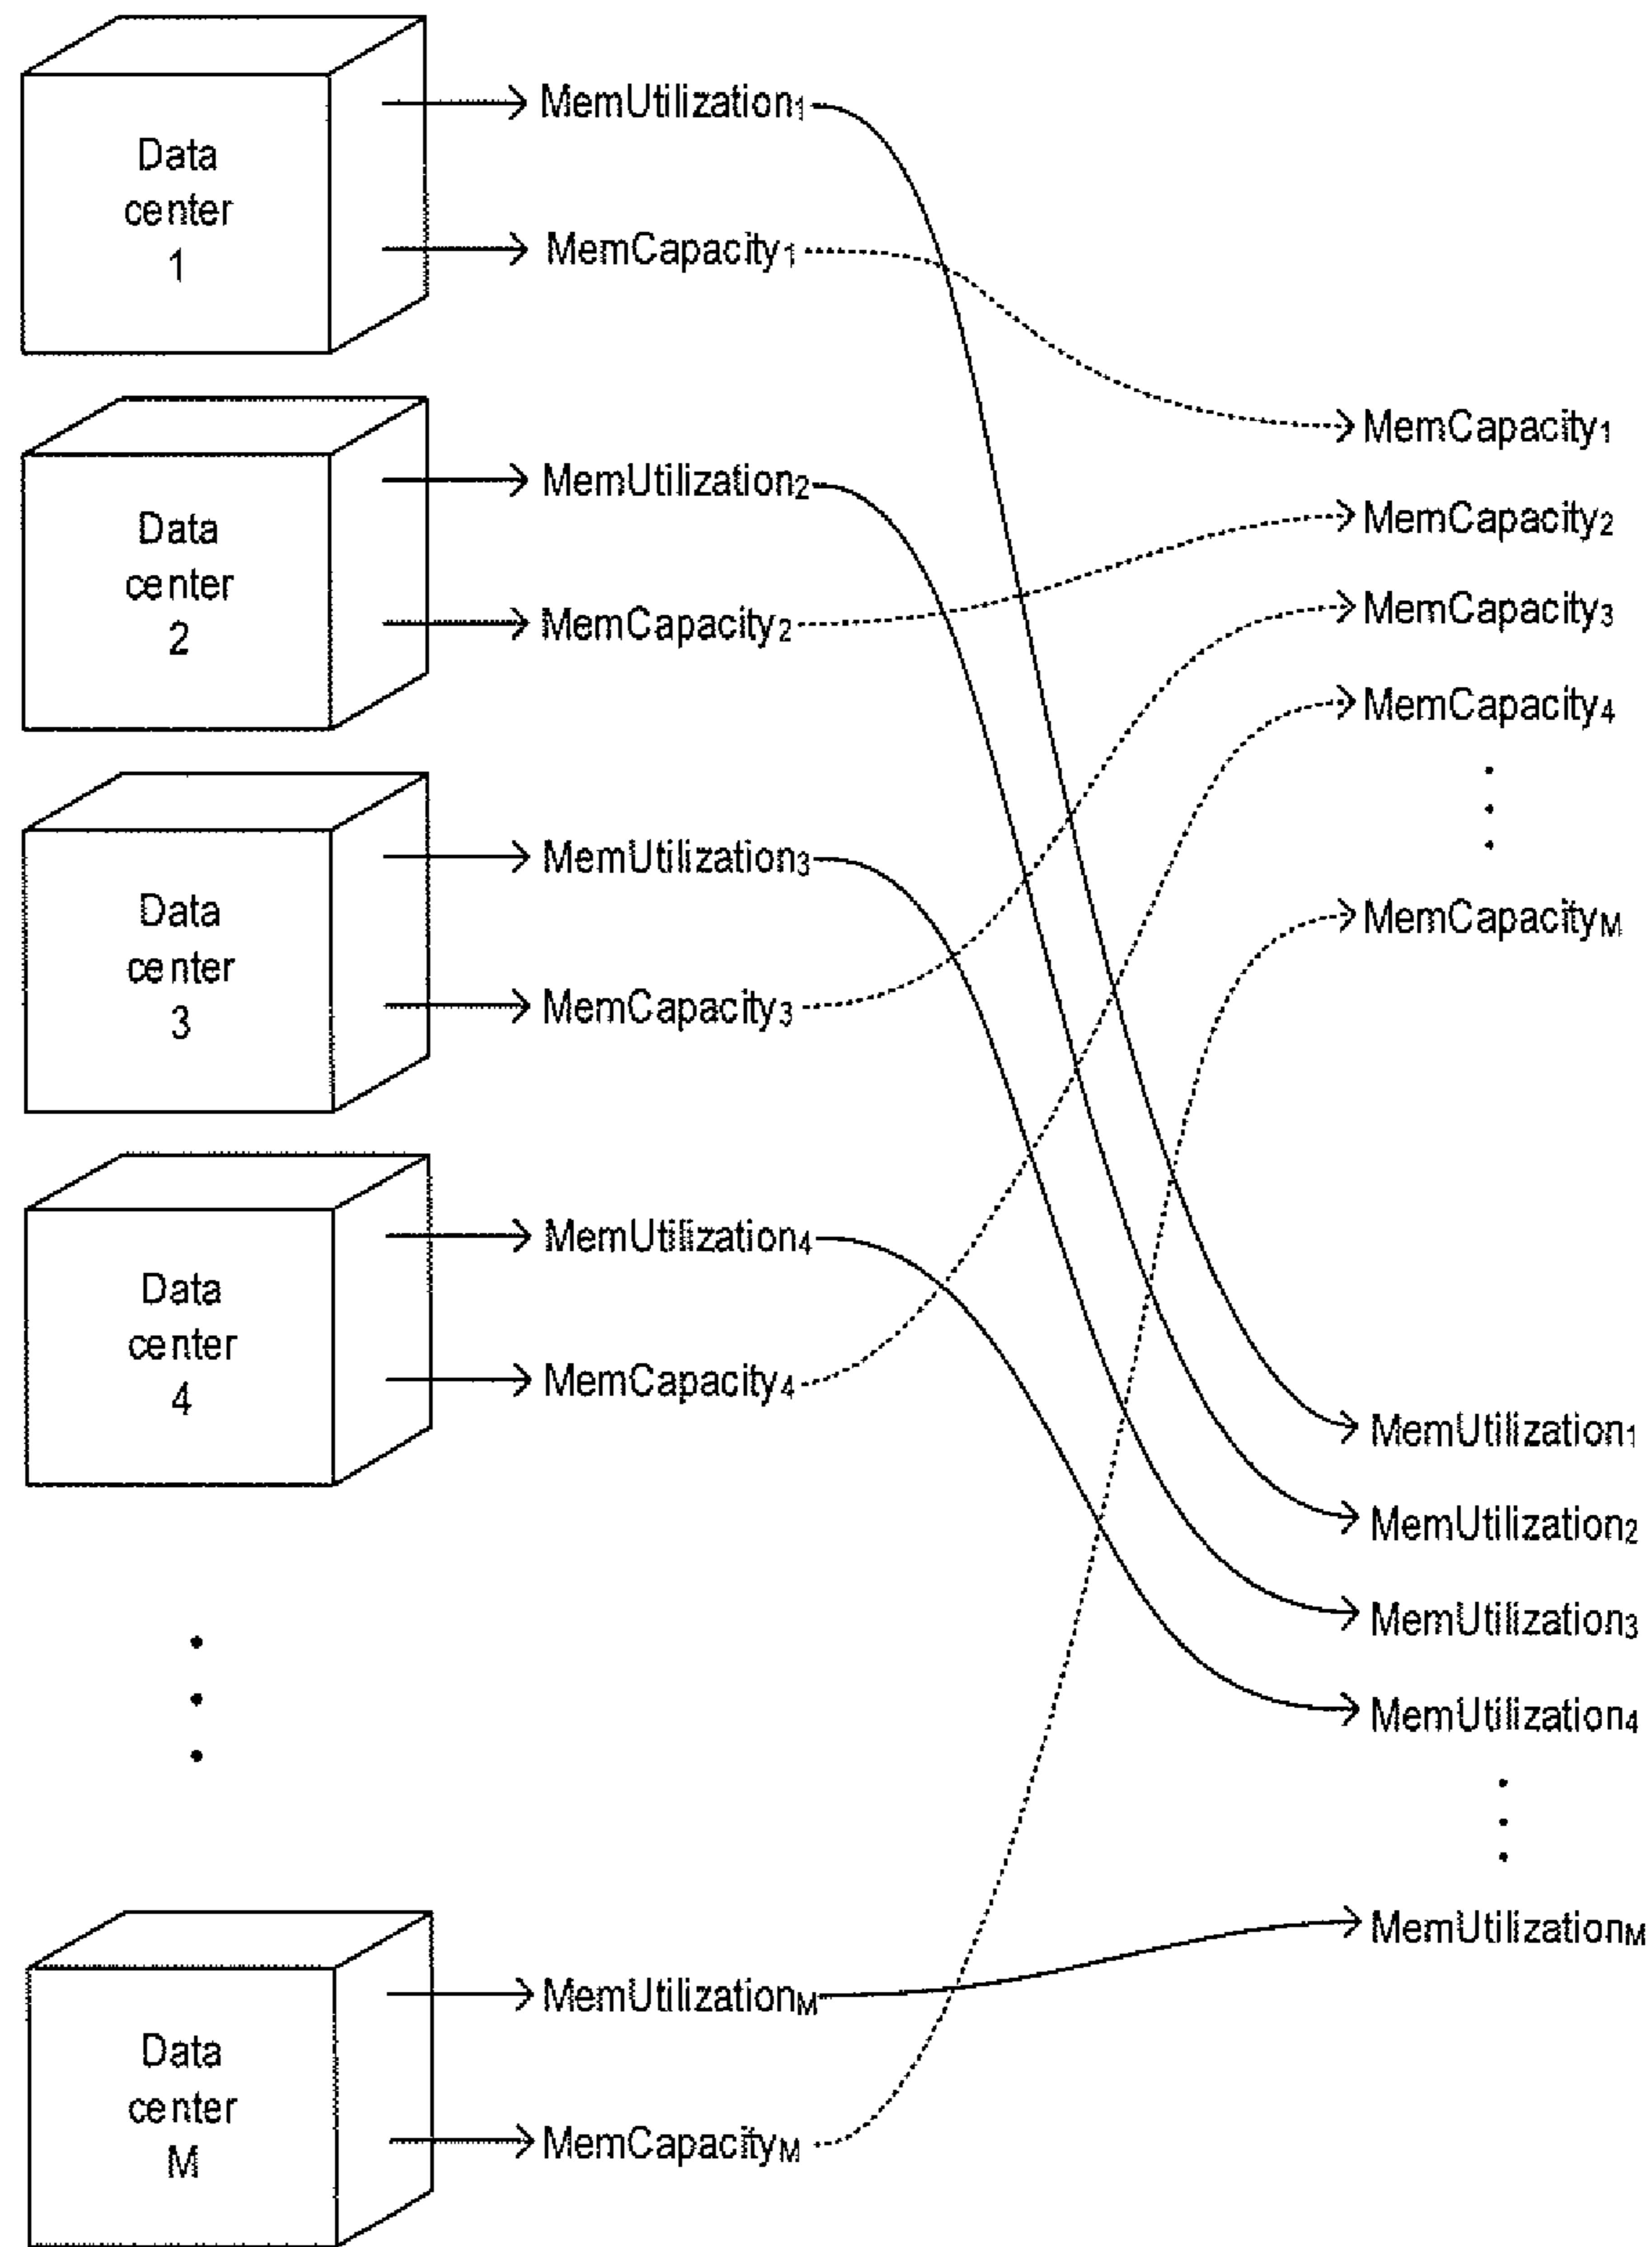 Data
center
1
MemUtilization₁
MemCapacity₁
Data
center
2
MemUtilization₂
MemCapacity₂
Data
center
3
MemUtilization₃
MemCapacity₃
Data
center
4
MemUtilization₄
MemCapacity₄
Data
center
M
MemUtilizationM
MemCapacityM
MemCapacity₁
MemCapacity₂
MemCapacity₃
MemCapacity₄
MemCapacityM
MemUtilization₁
MemUtilization₂
MemUtilization₃
MemUtilization₄
MemUtilizationM